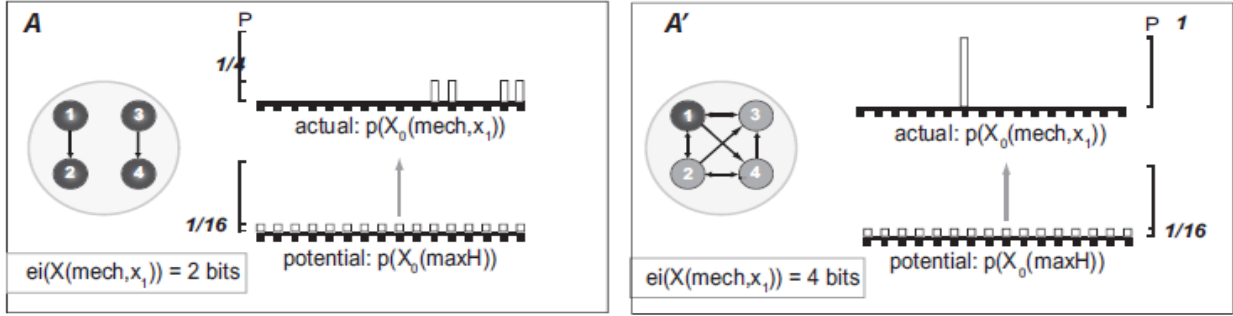 A
P
1/4
1
3
2
4
actual: p(X₀(mech,x₁))
1/16
potential: p(X₀(maxH))
ei(X(mech,x₁)) = 2 bits
A′
P 1
1
3
2
4
actual: p(X₀(mech,x₁))
1/16
potential: p(X₀(maxH))
ei(X(mech,x₁)) = 4 bits